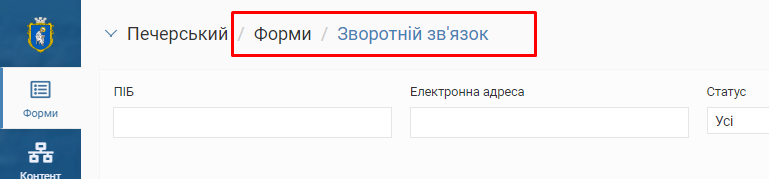 Печерський / Форми / Зворотній зв'язок
Форми
Контент
ПІБ
Електронна адреса
Статус
Усі